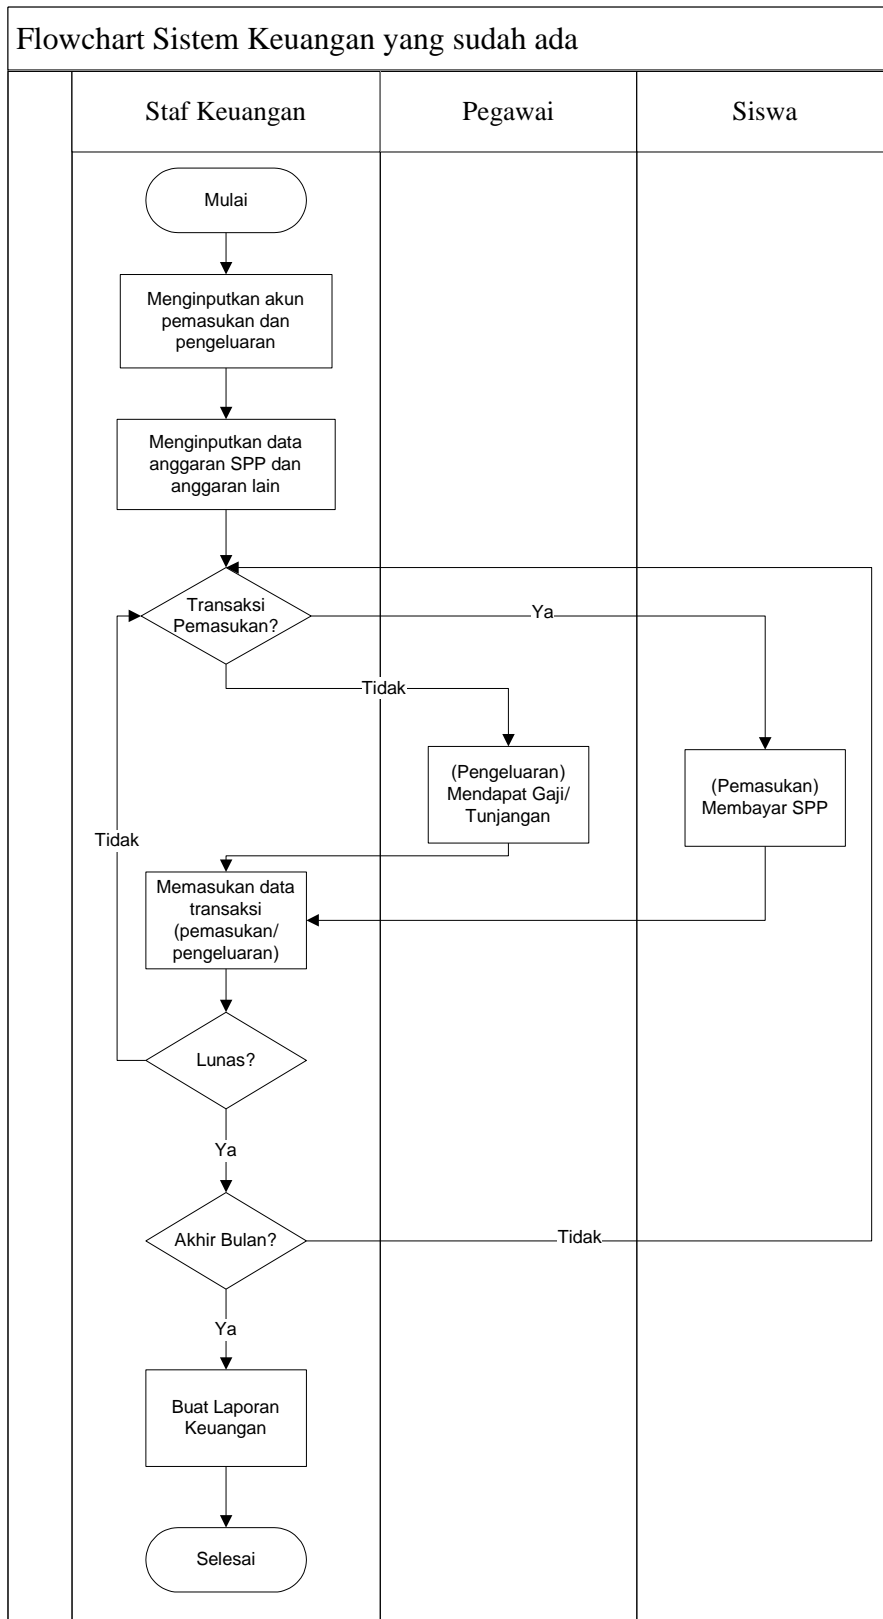 Flowchart Sistem Keuangan yang sudah ada
Staf Keuangan
Pegawai
Siswa
Mulai
Menginputkan akun
pemasukan dan
pengeluaran
Menginputkan data
anggaran SPP dan
anggaran lain
Transaksi
Pemasukan?
Ya
Tidak
(Pengeluaran)
Mendapat Gaji/
Tunjangan
(Pemasukan)
Membayar SPP
Tidak
Memasukan data
transaksi
(pemasukan/
pengeluaran)
Lunas?
Ya
Akhir Bulan?
Tidak
Ya
Buat Laporan
Keuangan
Selesai